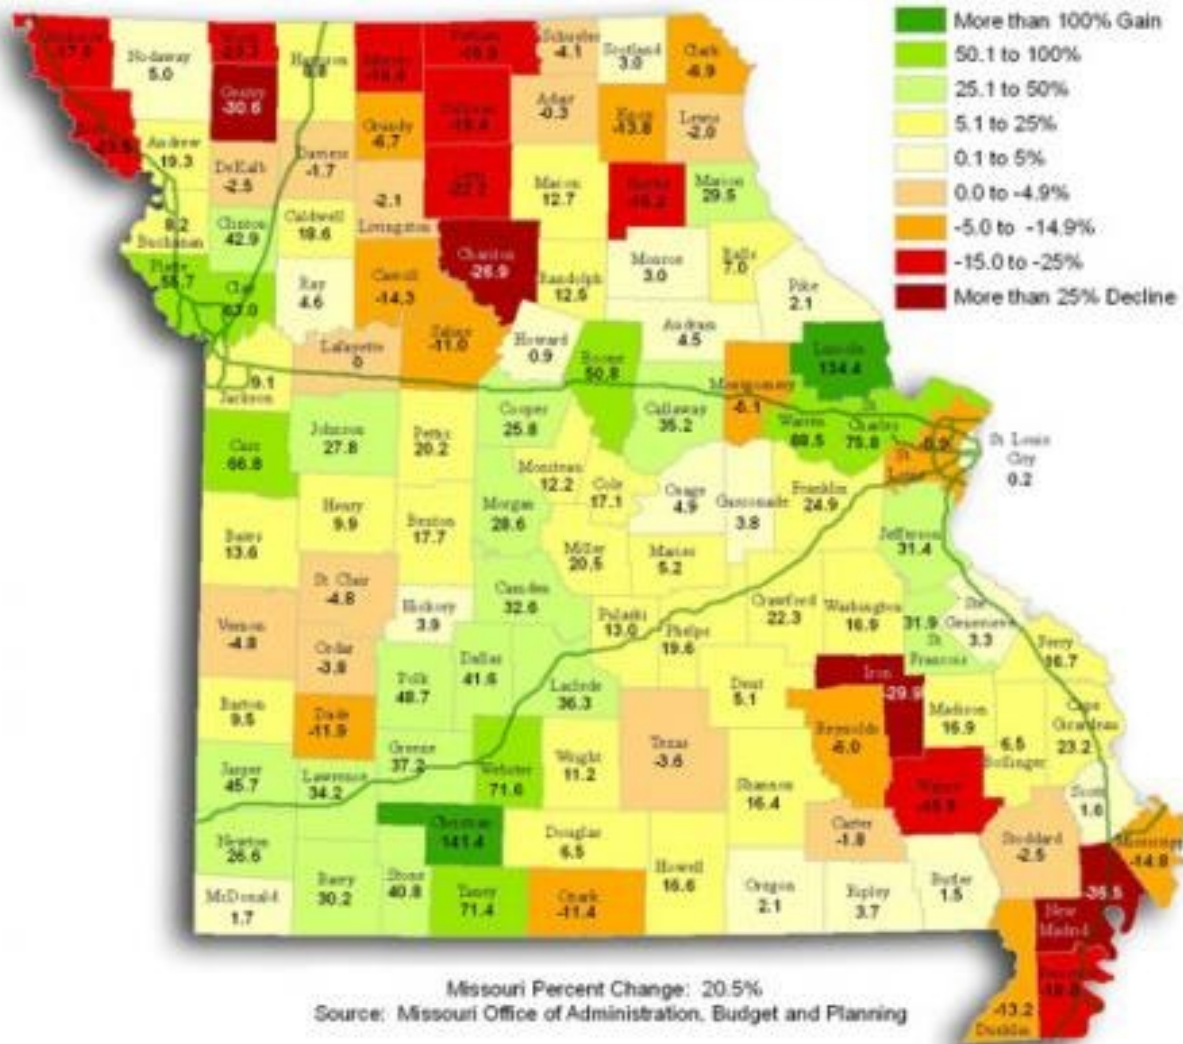 More than 100% Gain
50.1 to 100%
25.1 to 50%
5.1 to 25%
0.1 to 5%
0.0 to -4.9%
-5.0 to -14.9%
-15.0 to -25%
More than 25% Decline
Nodaway
5.0
Gentry
-30.6
Harrison
Schuyler
-4.1
Scotland
3.0
Clark
-6.9
Grundy
-6.7
Adair
-0.3
Knox
-13.8
Lewis
-2.0
Andrew
19.3
DeKalb
-2.5
Daviess
-1.7
-2.1
Livingston
Macon
12.7
Marion
29.5
8.2
Buchanan
Clinton
42.9
Caldwell
18.6
Platte
Clay
63.0
Ray
4.6
Carroll
-14.3
Chariton
-26.9
Randolph
12.5
Monroe
3.0
Ralls
7.0
Pike
2.1
Lafayette
0
Saline
-11.0
Howard
0.9
Boone
50.8
Audrain
4.5
Montgomery
-6.1
Lincoln
134.4
9.1
Jackson
Cass
66.8
Johnson
27.8
Pettis
20.2
Cooper
25.8
Callaway
35.2
Warren
St.
Charles
75.8
St.
St. Louis
City
0.2
Moniteau
12.2
Cole
17.1
Osage
4.9
Gasconade
3.8
Franklin
24.9
Henry
9.9
Benton
17.7
Morgan
28.6
Bates
13.6
Miller
20.5
Maries
5.2
Jefferson
31.4
St. Clair
-4.8
Hickory
3.9
Camden
32.6
Pulaski
13.0
Phelps
19.6
Crawford
22.3
Washington
16.9
31.9
St.
Francois
Ste.
Genevieve
3.3
Perry
16.7
Vernon
-4.8
Cedar
-3.8
Polk
48.7
Dallas
41.6
Laclede
36.3
Dent
5.1
Iron
-29.9
Barton
9.5
Dade
-11.9
Reynolds
-6.0
Madison
16.9
6.5
Bollinger
Cape
Girardeau
23.2
Jasper
45.7
Lawrence
34.2
Greene
37.2
Webster
71.6
Wright
11.2
Texas
-3.6
Shannon
16.4
Wayne
Scott
1.6
Newton
26.6
Christian
141.4
Douglas
6.5
Carter
-1.8
Stoddard
-2.5
Mississippi
-14.8
McDonald
1.7
Barry
30.2
Stone
40.8
Taney
71.4
Ozark
-11.4
Howell
16.6
Oregon
2.1
Ripley
3.7
Butler
1.5
-36.5
New
Madrid
-13.2
Dunklin
Missouri Percent Change: 20.5%
Source: Missouri Office of Administration, Budget and Planning